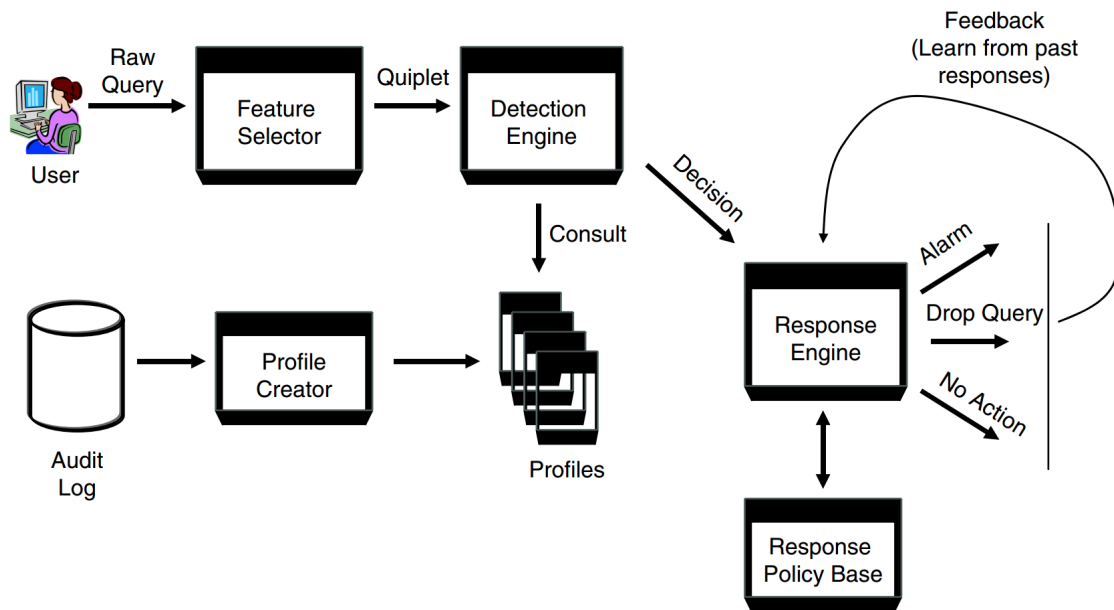 Feedback
(Learn from past
responses)
Raw
Query
Quiplet
Feature
Selector
Detection
Engine
User
Decision
Consult
Alarm
Drop Query
No Action
Response
Engine
Profile
Creator
Audit
Log
Profiles
Response
Policy Base